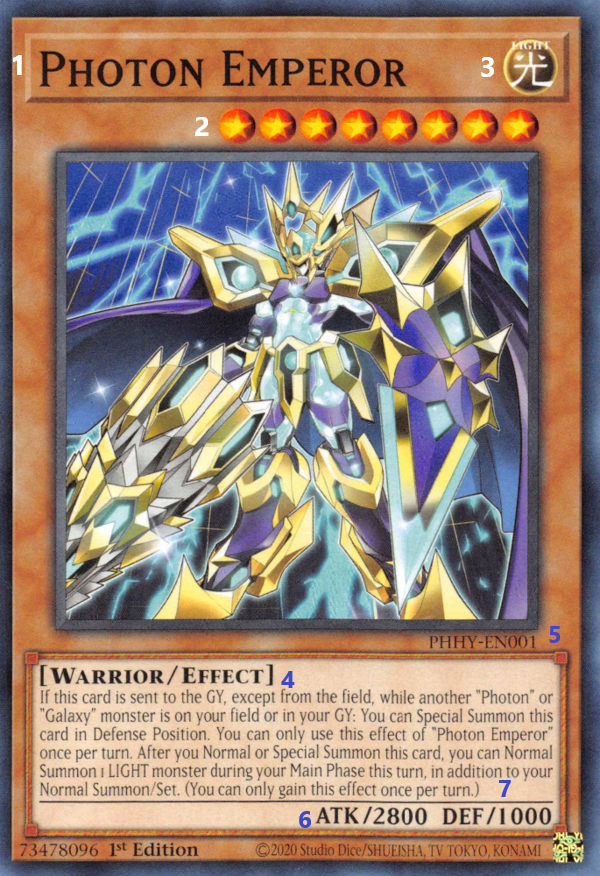 1 PHOTON EMPEROR 3 LIGHT 光
2
PHHY-EN001 5
[WARRIOR/EFFECT] 4
If this card is sent to the GY, except from the field, while another "Photon" or
"Galaxy" monster is on your field or in your GY: You can Special Summon this
card in Defense Position. You can only use this effect of "Photon Emperor"
once per turn. After you Normal or Special Summon this card, you can Normal
Summon 1 LIGHT monster during your Main Phase this turn, in addition to your
Normal Summon/Set. (You can only gain this effect once per turn.) 7
6 ATK/2800 DEF/1000
73478096 1st Edition ©2020 Studio Dice/SHUEISHA, TV TOKYO, KONAMI